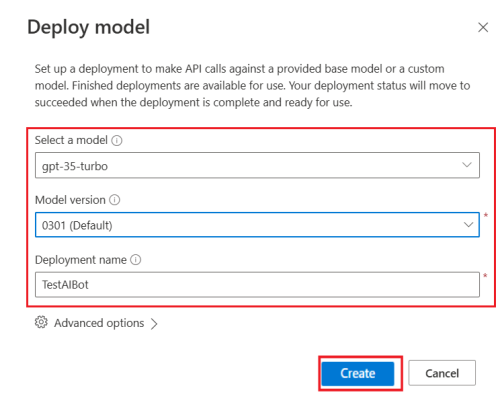 Deploy model
Set up a deployment to make API calls against a provided base model or a custom
model. Finished deployments are available for use. Your deployment status will move to
succeeded when the deployment is complete and ready for use.
Select a model
gpt-35-turbo
Model version
0301 (Default)
*
Deployment name
TestAIBot
*
Advanced options
Create Cancel